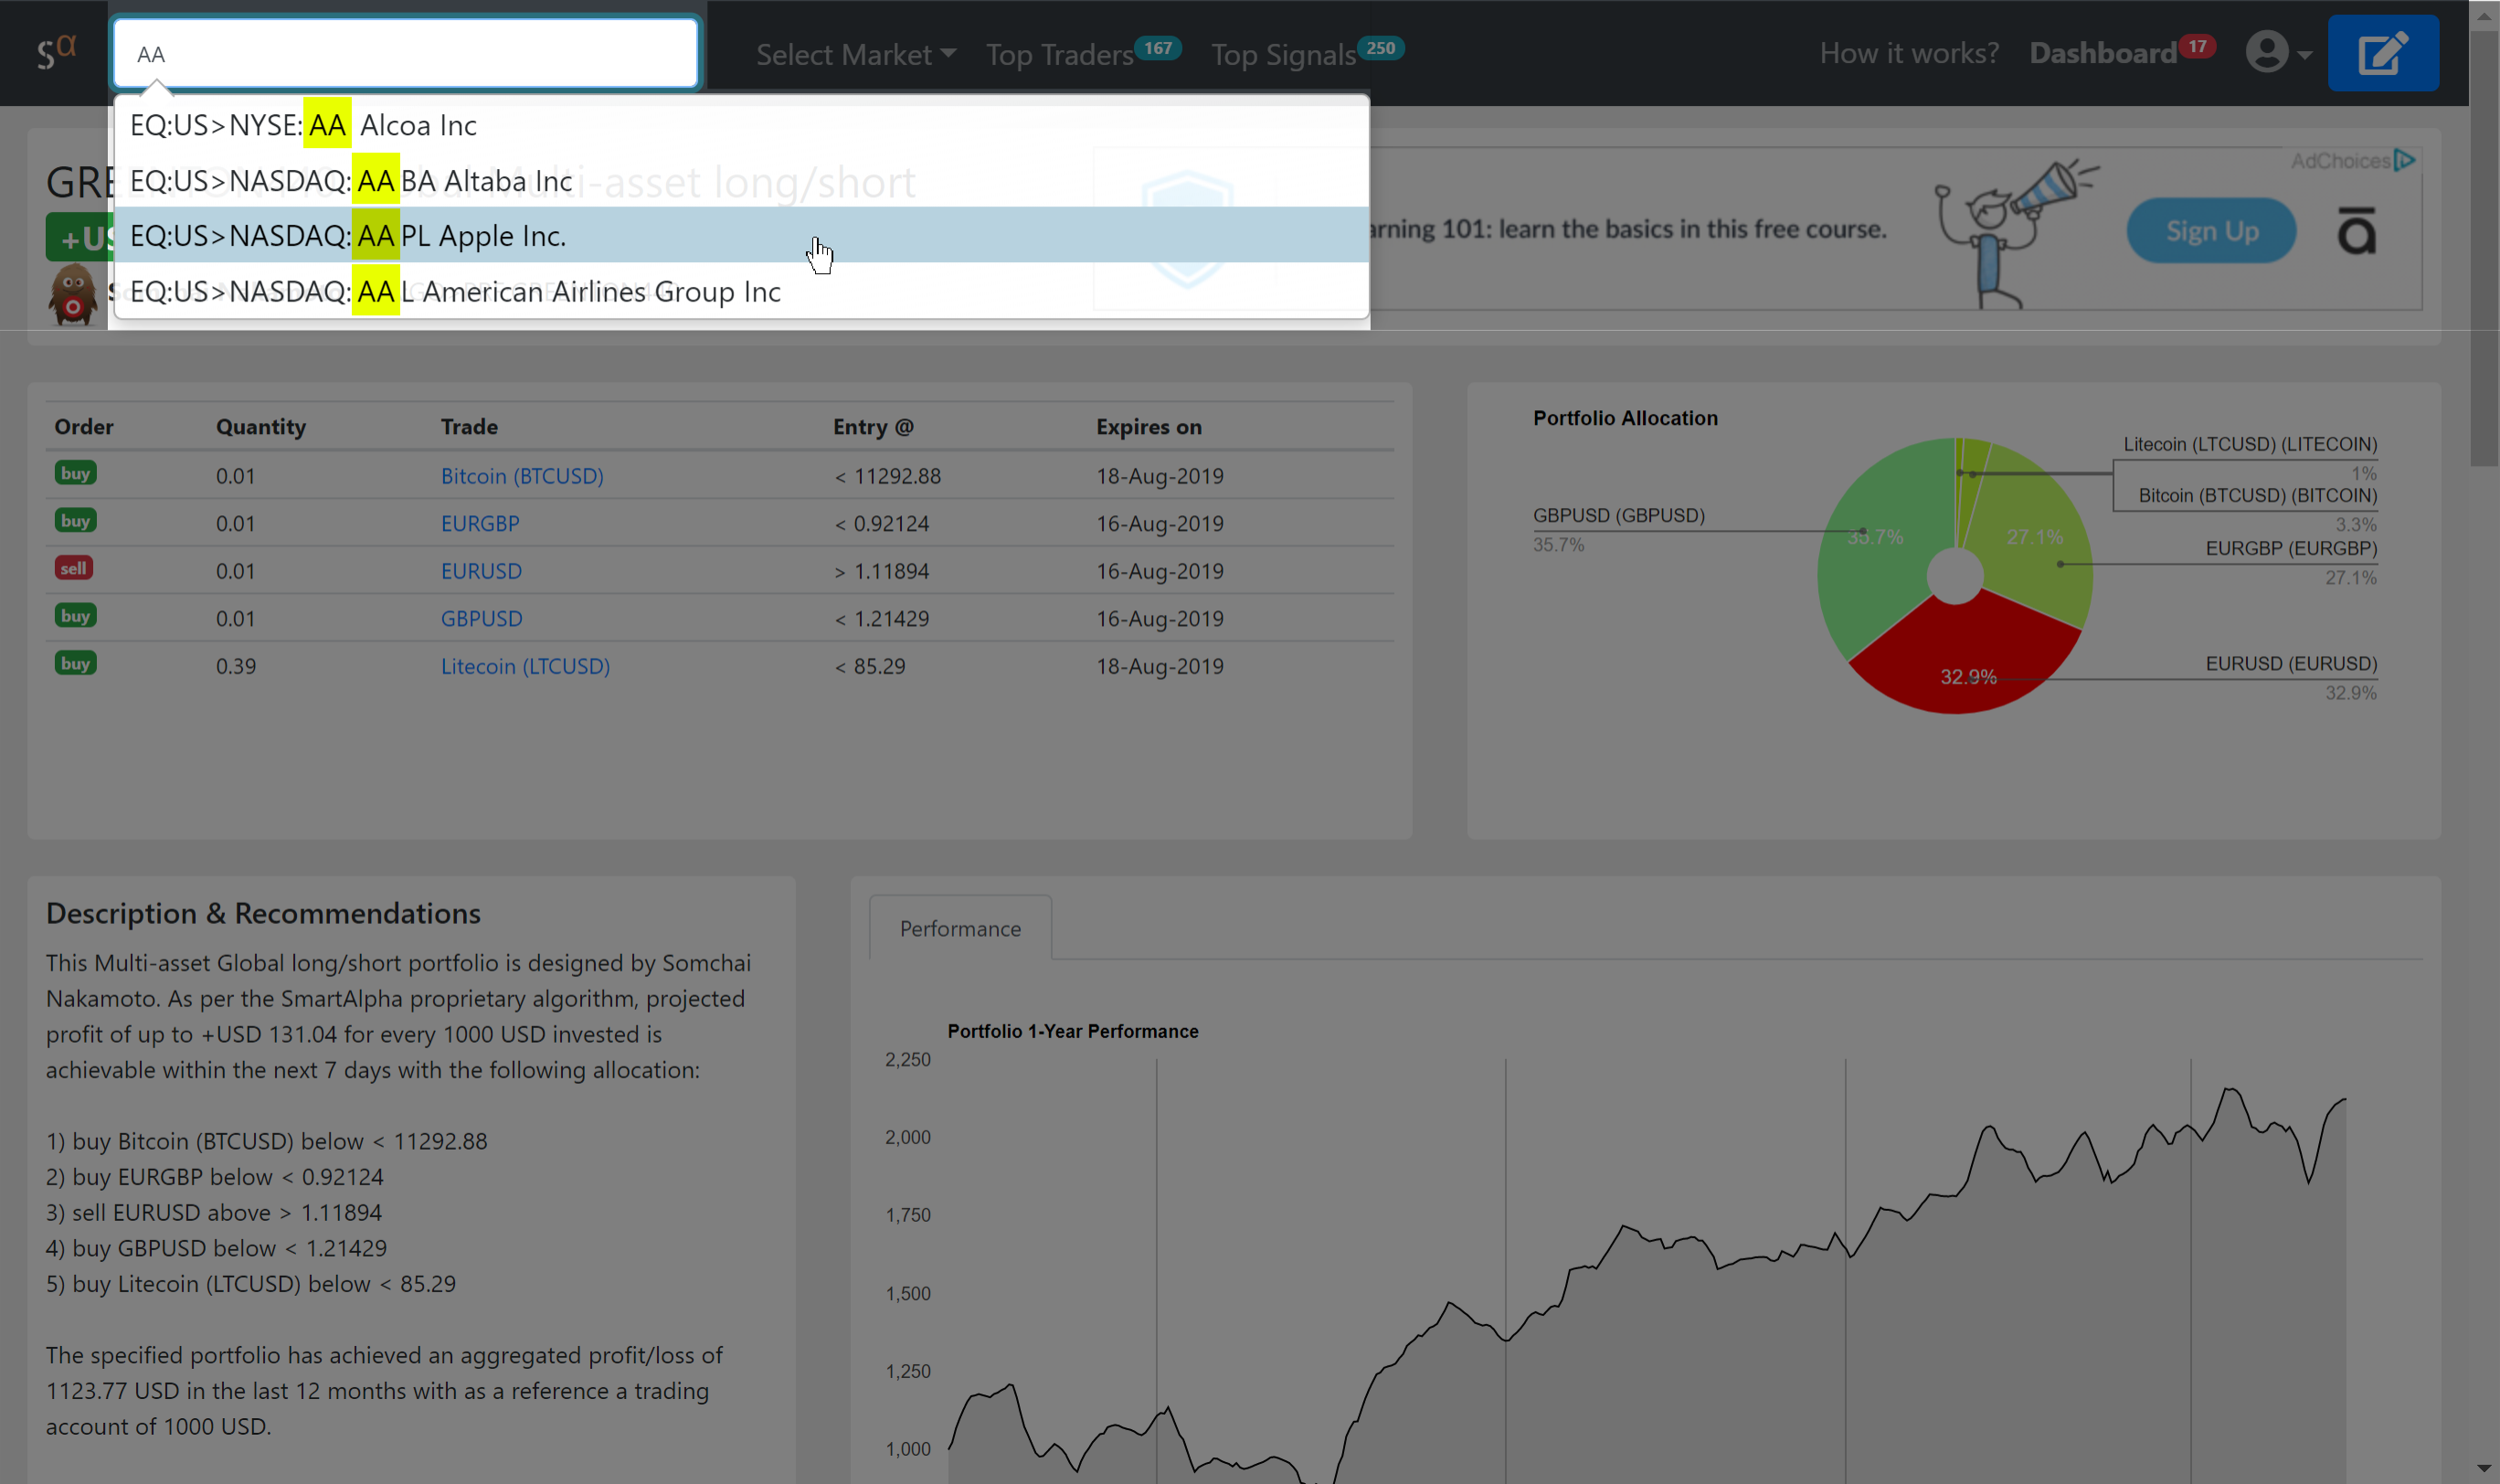 sα
AA
Select Market
Top Traders 167
Top Signals 250
How it works?
Dashboard 17
EQ:US>NYSE:AA Alcoa Inc
EQ:US>NASDAQ:AABA Altaba Inc
EQ:US>NASDAQ:AAPL Apple Inc.
EQ:US>NASDAQ:AAL American Airlines Group Inc
Multi-asset long/short
+US
AdChoices
learn the basics in this free course.
Sign Up
Order Quantity Trade Entry @ Expires on
buy 0.01 Bitcoin (BTCUSD) < 11292.88 18-Aug-2019
buy 0.01 EURGBP < 0.92124 16-Aug-2019
sell 0.01 EURUSD > 1.11894 16-Aug-2019
buy 0.01 GBPUSD < 1.21429 16-Aug-2019
buy 0.39 Litecoin (LTCUSD) < 85.29 18-Aug-2019
Portfolio Allocation
Litecoin (LTCUSD) (LITECOIN)
1%
Bitcoin (BTCUSD) (BITCOIN)
3.3%
GBPUSD (GBPUSD)
35.7%
35.7%
27.1%
EURGBP (EURGBP)
27.1%
EURUSD (EURUSD)
32.9%
32.9%
Description & Recommendations
This Multi-asset Global long/short portfolio is designed by Somchai
Nakamoto. As per the SmartAlpha proprietary algorithm, projected
profit of up to +USD 131.04 for every 1000 USD invested is
achievable within the next 7 days with the following allocation:
1) buy Bitcoin (BTCUSD) below < 11292.88
2) buy EURGBP below < 0.92124
3) sell EURUSD above > 1.11894
4) buy GBPUSD below < 1.21429
5) buy Litecoin (LTCUSD) below < 85.29
The specified portfolio has achieved an aggregated profit/loss of
1123.77 USD in the last 12 months with as a reference a trading
account of 1000 USD.
Performance
Portfolio 1-Year Performance
2,250
2,000
1,750
1,500
1,250
1,000